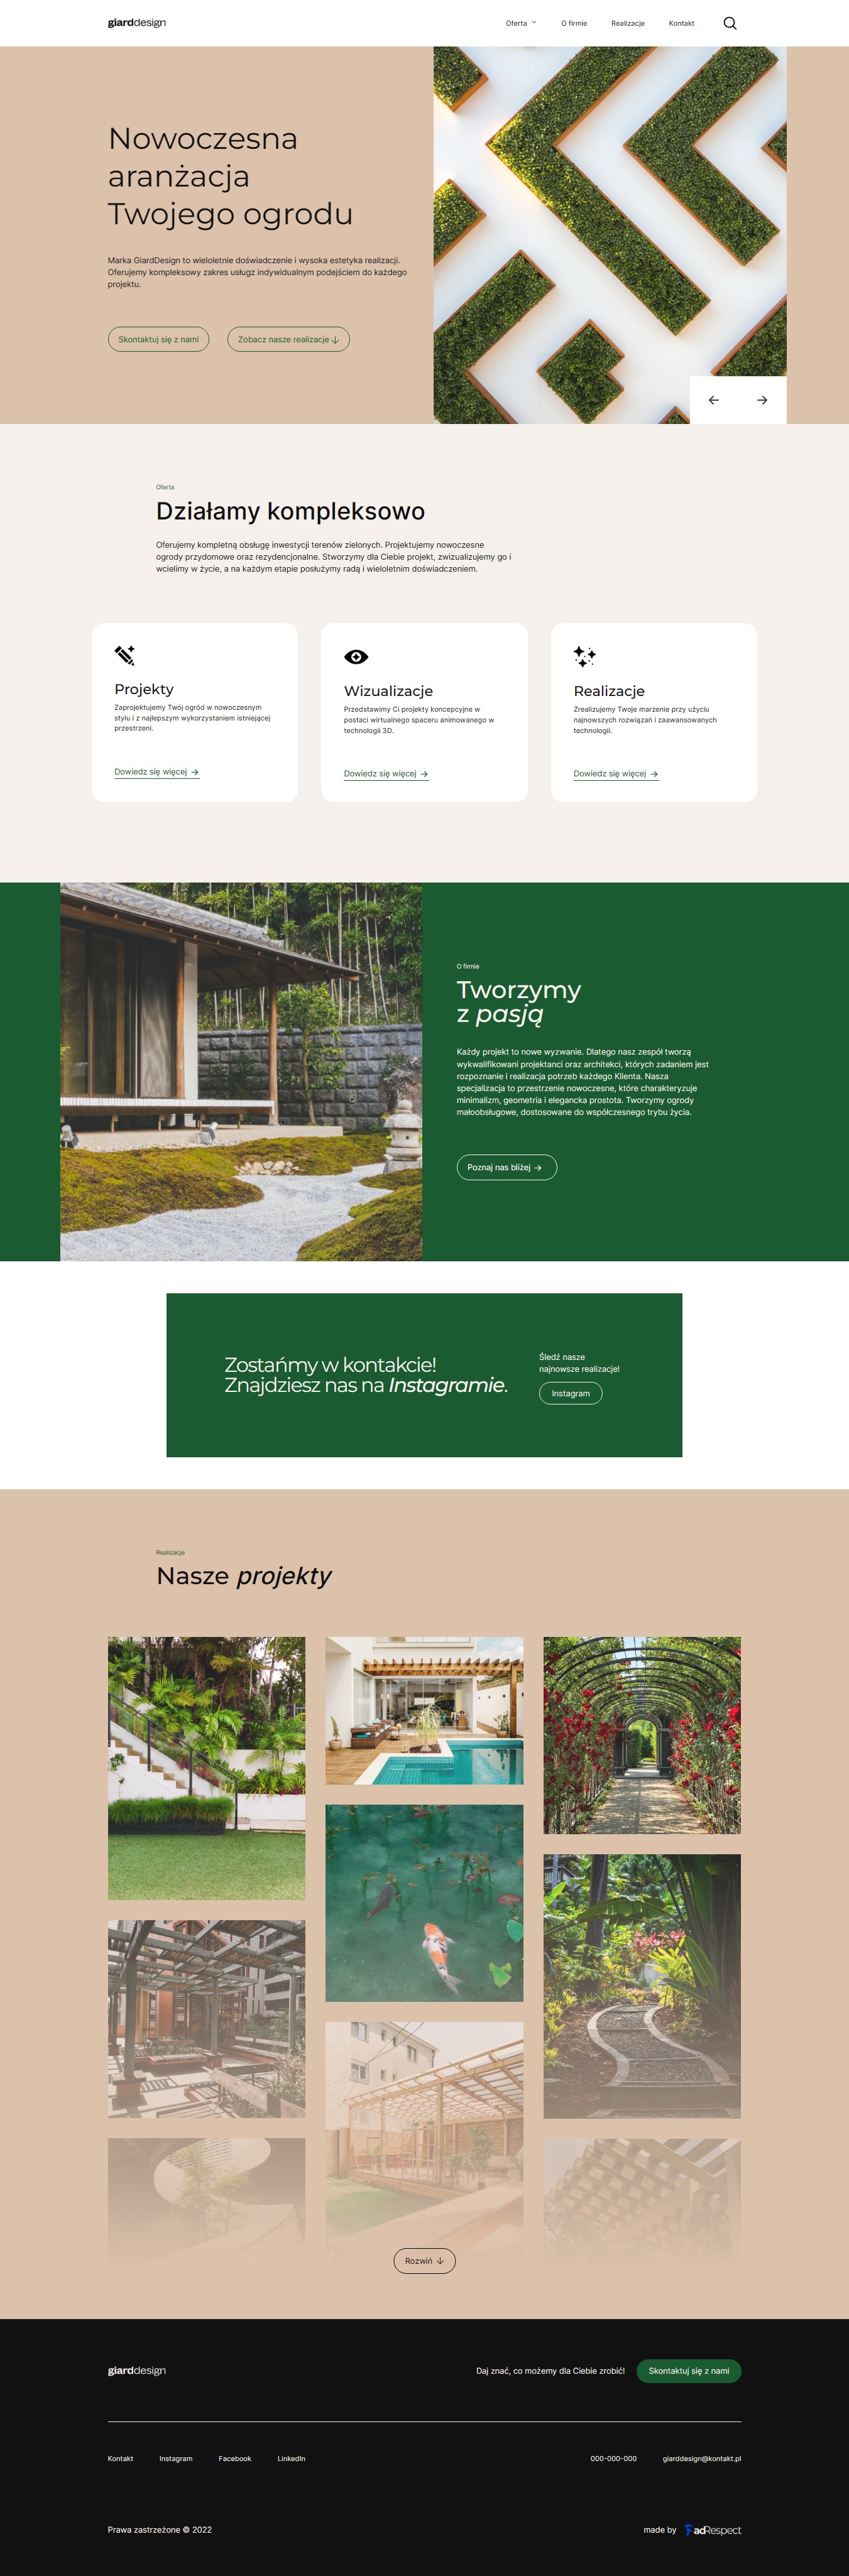 giarddesign
Oferta
O firmie
Realizacje
Kontakt
Nowoczesna
aranżacja
Twojego ogrodu
Marka GiardDesign to wieloletnie doświadczenie i wysoka estetyka realizacji.
Oferujemy kompleksowy zakres usługz indywidualnym podejściem do każdego
projektu.
Skontaktuj się z nami
Zobacz nasze realizacje
Oferta
Działamy kompleksowo
Oferujemy kompletną obsługę inwestycji terenów zielonych. Projektujemy nowoczesne
ogrody przydomowe oraz rezydencjonalne. Stworzymy dla Ciebie projekt, zwizualizujemy go i
wcielimy w życie, a na każdym etapie posłużymy radą i wieloletnim doświadczeniem.
Projekty
Zaprojektujemy Twój ogród w nowoczesnym
stylu i z najlepszym wykorzystaniem istniejącej
przestrzeni.
Dowiedz się więcej
Wizualizacje
Przedstawimy Ci projekty koncepcyjne w
postaci wirtualnego spaceru animowanego w
technologii 3D.
Dowiedz się więcej
Realizacje
Zrealizujemy Twoje marzenie przy użyciu
najnowszych rozwiązań i zaawansowanych
technologii.
Dowiedz się więcej
O firmie
Tworzymy
z pasją
Każdy projekt to nowe wyzwanie. Dlatego nasz zespół tworzą
wykwalifikowani projektanci oraz architekci, których zadaniem jest
rozpoznanie i realizacja potrzeb każdego Klienta. Nasza
specjalizacja to przestrzenie nowoczesne, które charakteryzuje
minimalizm, geometria i elegancka prostota. Tworzymy ogrody
małoobsługowe, dostosowane do współczesnego trybu życia.
Poznaj nas bliżej
Zostańmy w kontakcie!
Znajdziesz nas na Instagramie.
Śledź nasze
najnowsze realizacje!
Instagram
Realizacje
Nasze projekty
Rozwiń
giarddesign
Daj znać, co możemy dla Ciebie zrobić!
Skontaktuj się z nami
Kontakt
Instagram
Facebook
LinkedIn
000-000-000
giarddesign@kontakt.pl
Prawa zastrzeżone © 2022
made by
adRespect